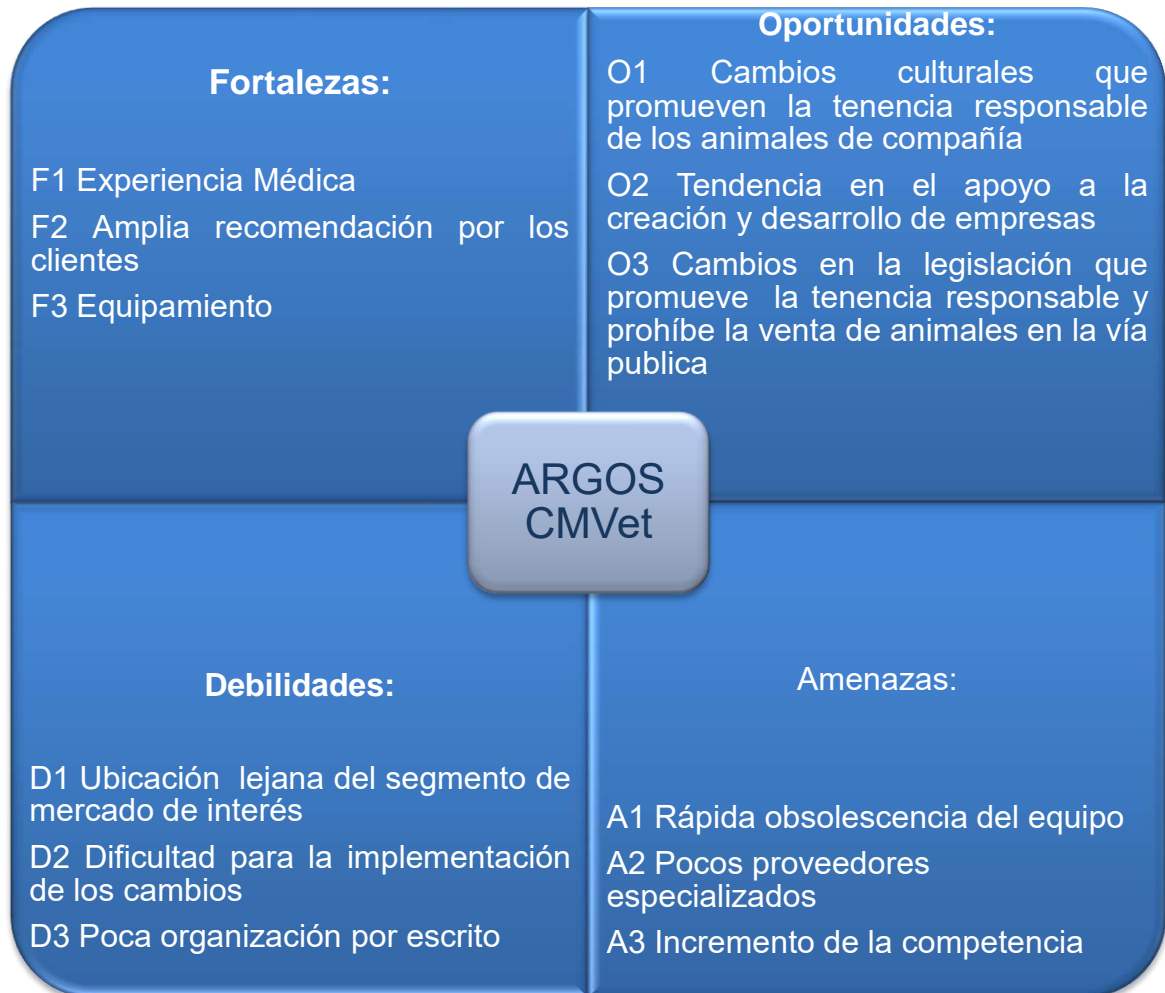 Fortalezas:
F1 Experiencia Médica
F2 Amplia recomendación por los
clientes
F3 Equipamiento
Oportunidades:
O1 Cambios culturales que
promueven la tenencia responsable
de los animales de compañía
O2 Tendencia en el apoyo a la
creación y desarrollo de empresas
O3 Cambios en la legislación que
promueve la tenencia responsable y
prohíbe la venta de animales en la vía
publica
ARGOS
CMVet
Debilidades:
D1 Ubicación lejana del segmento de
mercado de interés
D2 Dificultad para la implementación
de los cambios
D3 Poca organización por escrito
Amenazas:
A1 Rápida obsolescencia del equipo
A2 Pocos proveedores
especializados
A3 Incremento de la competencia